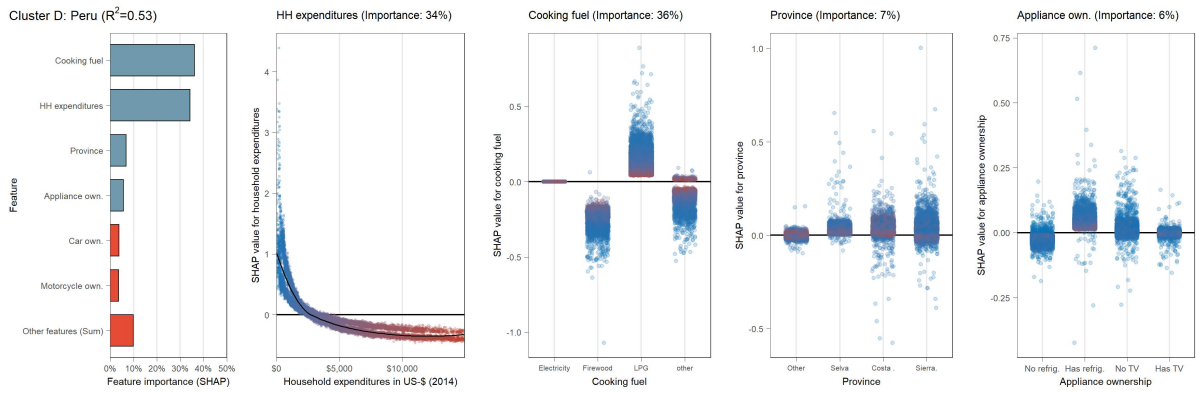 Cluster D: Peru (R²=0.53)
Feature
Cooking fuel
HH expenditures
Province
Appliance own.
Car own.
Motorcycle own.
Other features (Sum)
0% 10% 20% 30% 40% 50%
Feature importance (SHAP)
HH expenditures (Importance: 34%)
SHAP value for household expenditures
4
3
2
1
0
$0 $5,000 $10,000
Household expenditures in US-$ (2014)
Cooking fuel (Importance: 36%)
SHAP value for cooking fuel
0.5
0.0
-0.5
-1.0
Electricity Firewood LPG other
Cooking fuel
Province (Importance: 7%)
SHAP value for province
1.0
0.5
0.0
-0.5
Other Selva Costa . Sierra.
Province
Appliance own. (Importance: 6%)
SHAP value for appliance ownership
0.75
0.50
0.25
0.00
-0.25
No refrig. Has refrig. No TV Has TV
Appliance ownership